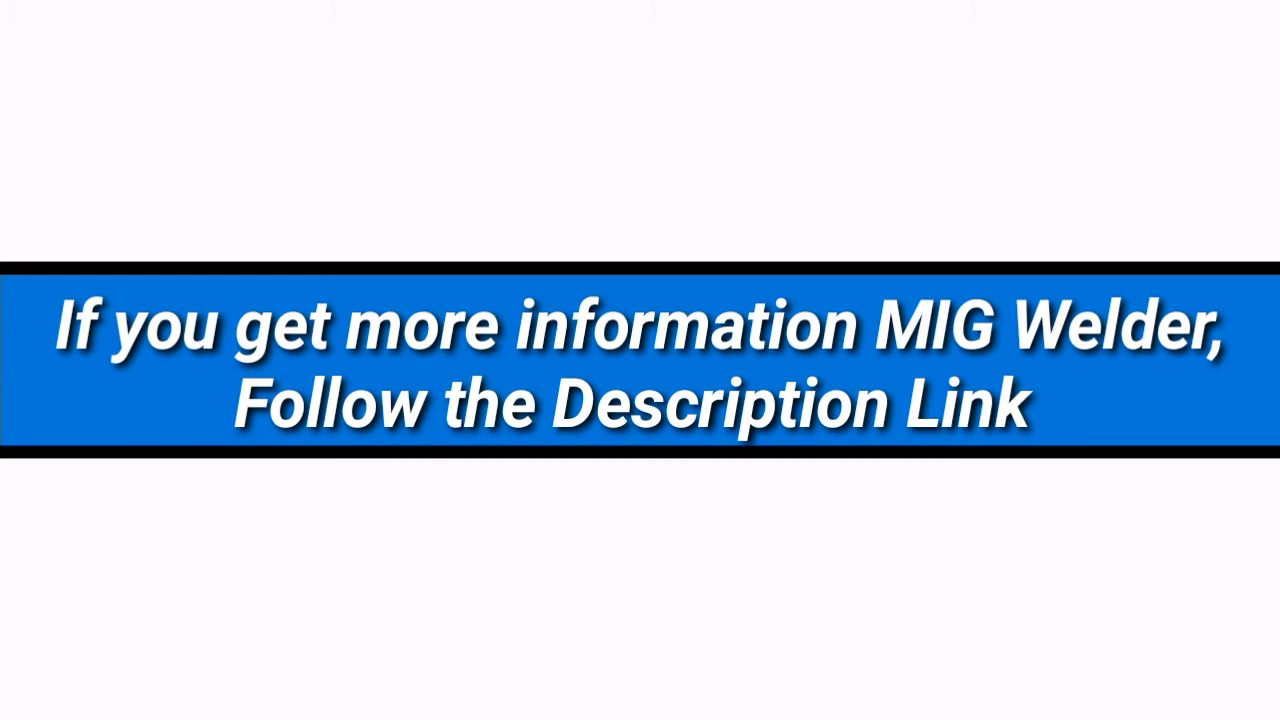 If you get more information MIG Welder,
Follow the Description Link